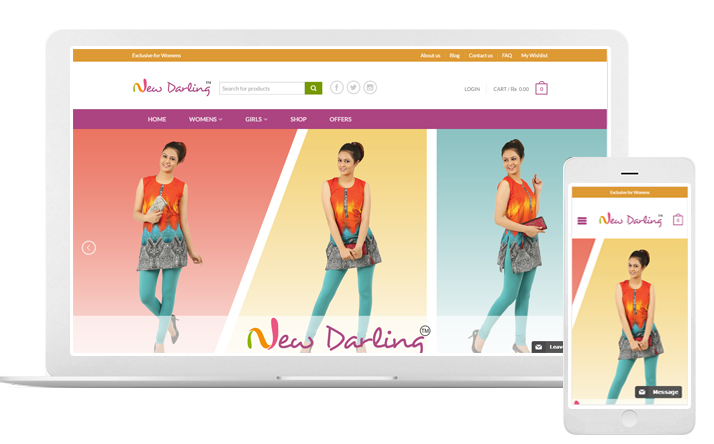 Exclusive for Womens
About us Blog Contact us FAQ My Wishlist
New Darling TM
Search for products
LOGIN CART / Rs 0.00 0
HOME WOMENS GIRLS SHOP OFFERS
New Darling TM
Leav
Exclusive for Womens
New Darling TM
0
Message